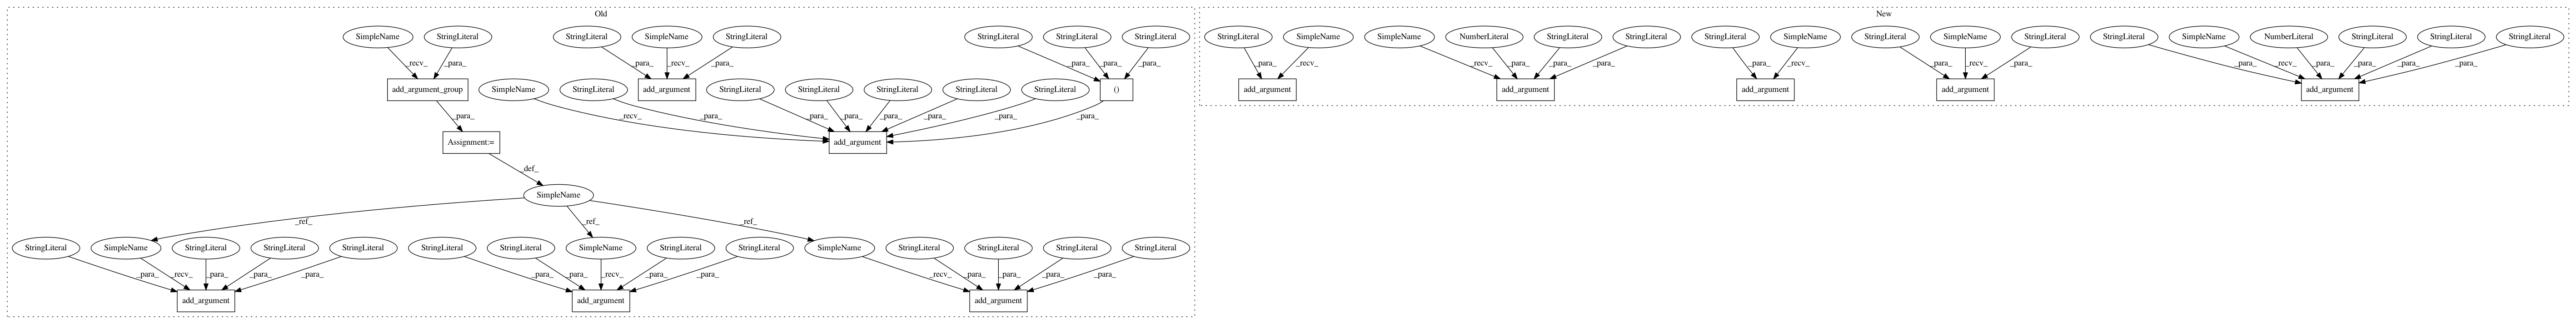 Old
New
SimpleName StringLiteral StringLiteral SimpleName StringLiteral StringLiteral StringLiteral StringLiteral StringLiteral SimpleName SimpleName NumberLiteral StringLiteral StringLiteral StringLiteral SimpleName StringLiteral SimpleName StringLiteral StringLiteral SimpleName NumberLiteral StringLiteral StringLiteral StringLiteral
_recv_ _para_ _para_ _recv_ _para_ _para_ _para_ _para_ _para_ _recv_ _recv_ _para_ _para_ _para_ _para_ _recv_ _para_ _recv_ _para_ _para_ _recv_ _para_ _para_ _para_ _para_
add_argument_group SimpleName StringLiteral add_argument StringLiteral StringLiteral StringLiteral StringLiteral StringLiteral () add_argument add_argument add_argument add_argument add_argument
_para_ _recv_ _para_ _para_ _para_ _para_ _para_ _para_ _para_
Assignment:= add_argument
_def_
SimpleName
_ref_ _ref_ _ref_
StringLiteral SimpleName StringLiteral StringLiteral StringLiteral StringLiteral StringLiteral SimpleName StringLiteral StringLiteral SimpleName StringLiteral StringLiteral StringLiteral StringLiteral
_para_ _recv_ _para_ _para_ _para_ _para_ _para_ _recv_ _para_ _para_ _recv_ _para_ _para_ _para_ _para_
add_argument add_argument add_argument